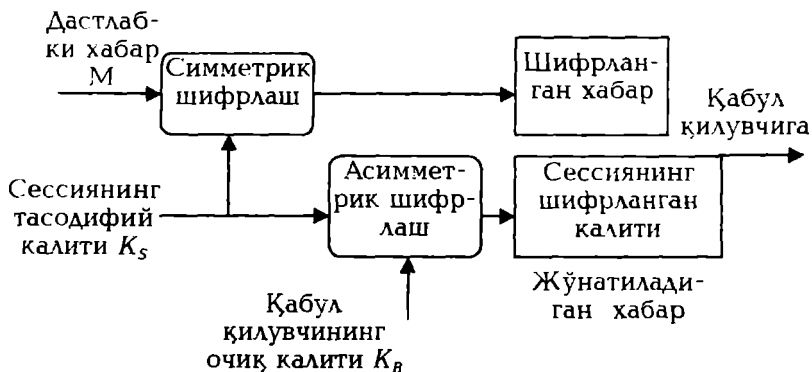 Дастлаб-
ки хабар
М
Симметрик
шифрлаш
Шифрлан-
ган хабар
Қабул
қилувчига
Сессиянинг
тасодифий
калити K_S
Асиммет-
рик шифр-
лаш
Сессиянинг
шифрланган
калити
Жўнатилади-
ган хабар
Қабул
қилувчининг
очиқ калити K_B